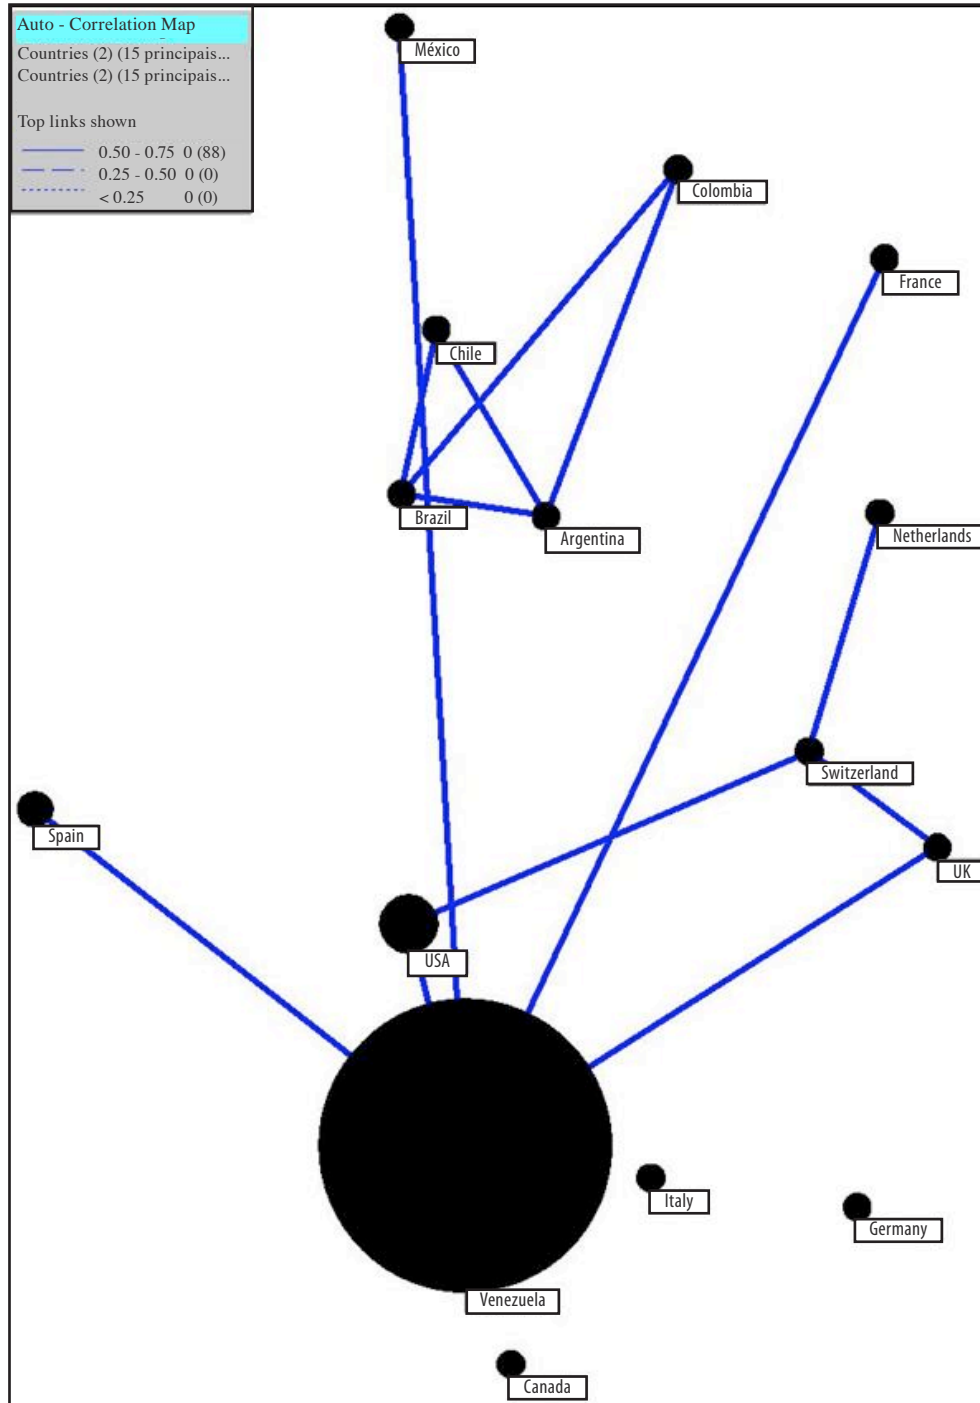 Auto - Correlation Map
Countries (2) (15 principais...
Countries (2) (15 principais...
Top links shown
0.50 - 0.75 0 (88)
0.25 - 0.50 0 (0)
< 0.25 0 (0)
México
Colombia
France
Chile
Brazil
Argentina
Netherlands
Switzerland
Spain
UK
USA
Italy
Germany
Venezuela
Canada